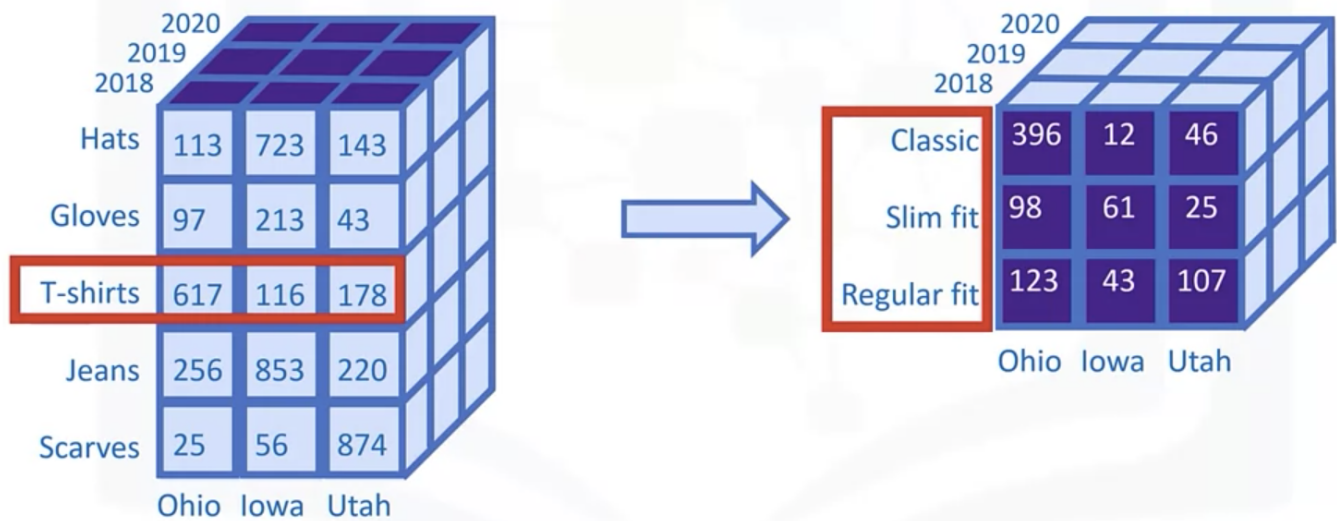 2020
2019
2018
Hats 113 723 143
Gloves 97 213 43
T-shirts 617 116 178
Jeans 256 853 220
Scarves 25 56 874
Ohio Iowa Utah
2020
2019
2018
Classic 396 12 46
Slim fit 98 61 25
Regular fit 123 43 107
Ohio Iowa Utah